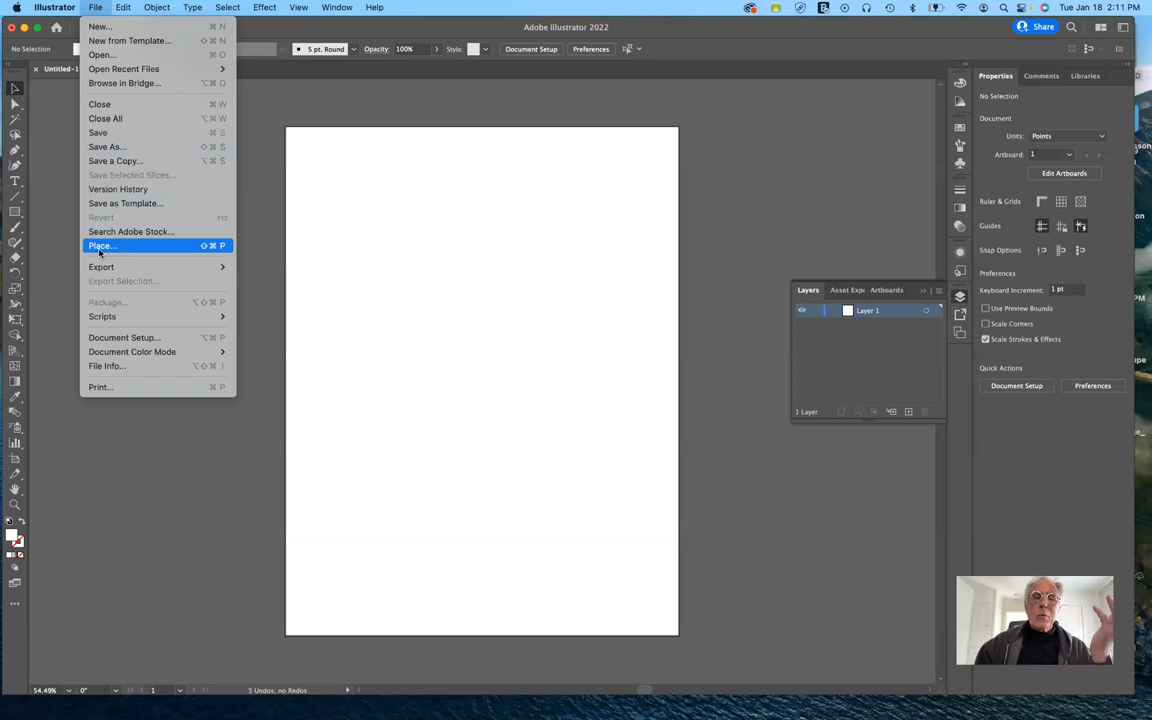 Illustrator File Edit Object Type Select Effect View Window Help Tue Jan 18 2:11 PM
Adobe Illustrator 2022 Share
No Selection 5 pt. Round Opacity: 100% Style: Document Setup Preferences
Untitled-1
New... ⌘ N
New from Template... ⇧ ⌘ N
Open... ⌘ O
Open Recent Files
Browse in Bridge... ⌥ ⌘ O
Close ⌘ W
Close All ⌥ ⌘ W
Save ⌘ S
Save As... ⇧ ⌘ S
Save a Copy... ⌥ ⌘ S
Save Selected Slices...
Version History
Save as Template...
Revert F12
Search Adobe Stock...
Place... ⇧ ⌘ P
Export
Export Selection...
Package... ⌥ ⇧ ⌘ P
Scripts
Document Setup... ⌥ ⌘ P
Document Color Mode
File Info... ⌥ ⇧ ⌘ I
Print... ⌘ P
Layers Asset Exp Artboards
Layer 1
1 Layer
Properties Comments Libraries
No Selection
Document
Units: Points
Artboard: 1
Edit Artboards
Ruler & Grids
Guides
Snap Options
Preferences
Keyboard Increment: 1 pt
Use Preview Bounds
Scale Corners
Scale Strokes & Effects
Quick Actions
Document Setup Preferences
54.49% 0° 1 5 Undos, no Redos